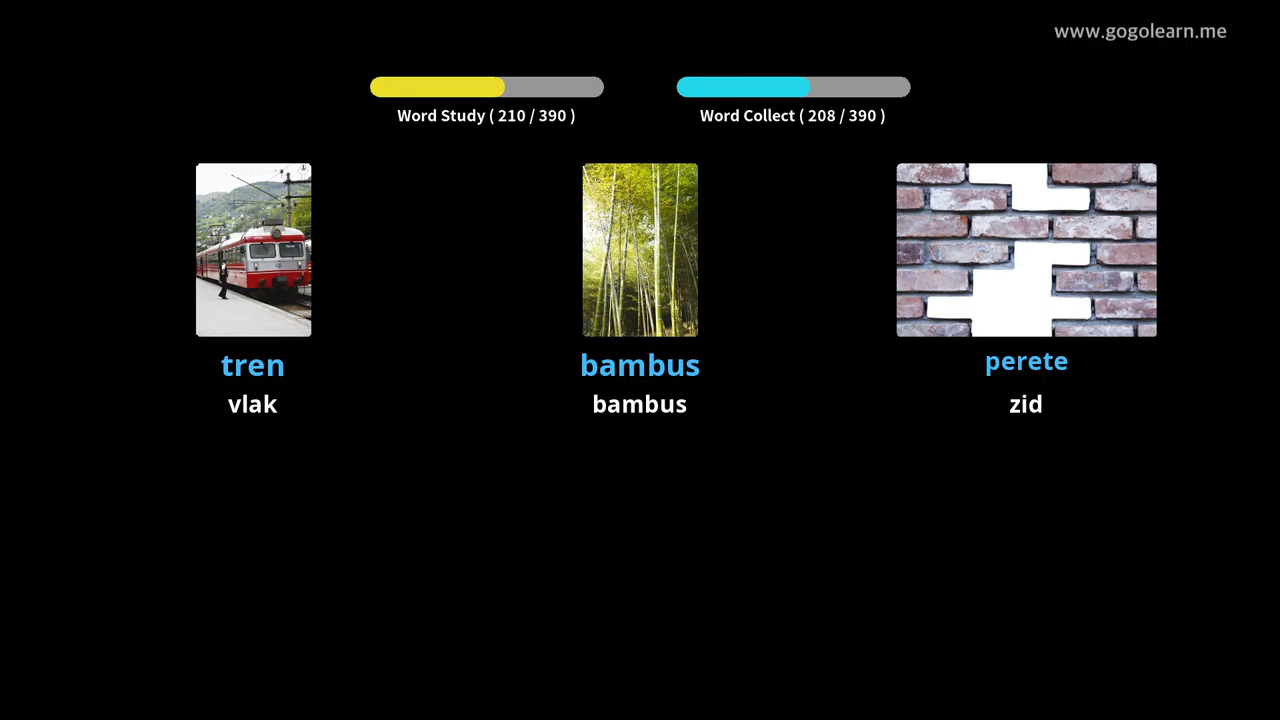 www.gogolearn.me
Word Study ( 210 / 390 )
Word Collect ( 208 / 390 )
tren
bambus
perete
vlak
bambus
zid